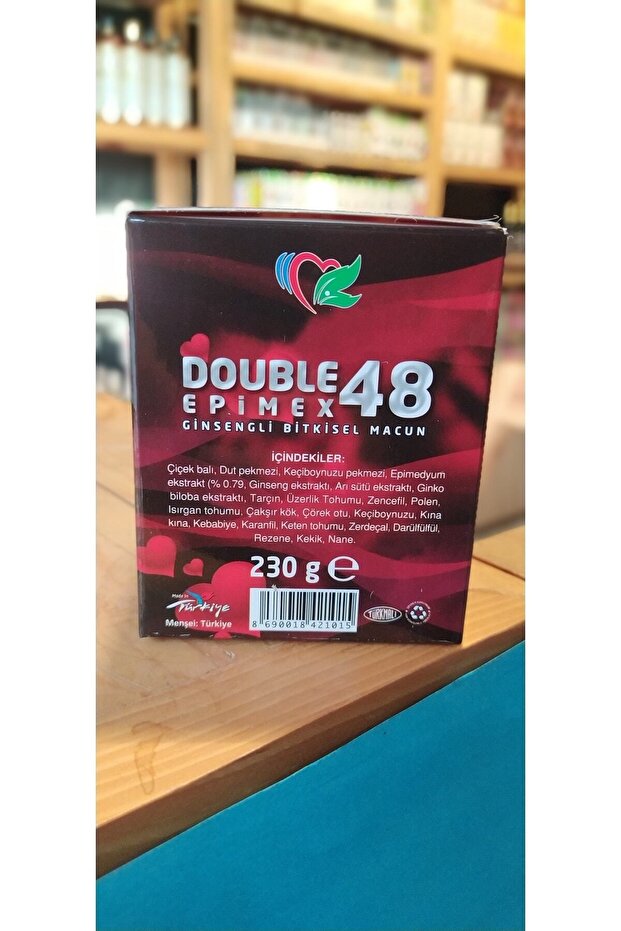 DOUBLE 48
EPiMEX
GiNSENGLi BiTKiSEL MACUN
İÇİNDEKİLER:
Çiçek balı, Dut pekmezi, Keçiboynuzu pekmezi, Epimedyum
ekstrakt (% 0.79, Ginseng ekstraktı, Arı sütü ekstraktı, Ginko
biloba ekstraktı, Tarçın, Üzerlik Tohumu, Zencefil, Polen,
Isırgan tohumu, Çakşır kök, Çörek otu, Keçiboynuzu, Kına
kına, Kebabiye, Karanfil, Keten tohumu, Zerdeçal, Darülfülfül,
Rezene, Kekik, Nane.
230 g e
Made in
Türkiye
Menşei: Türkiye
8 690018 421015
TÜRKMALI